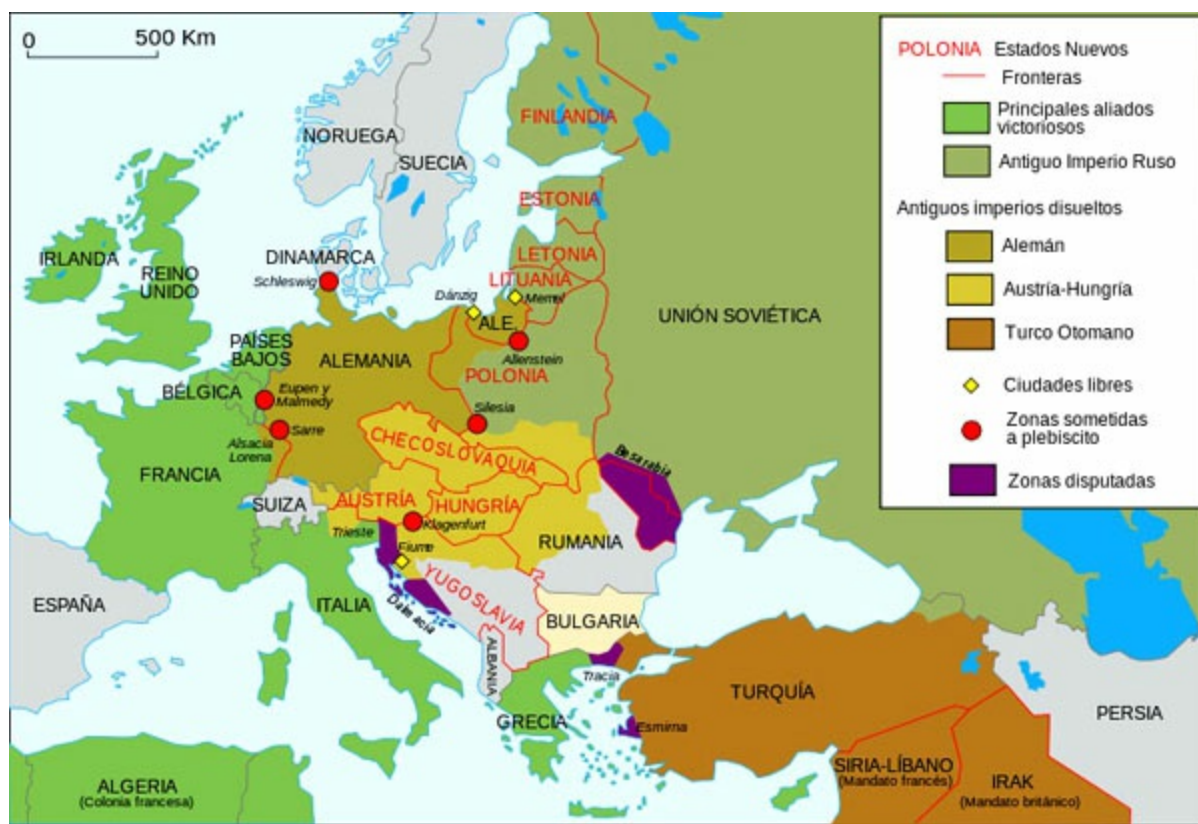 0 500 Km
POLONIA Estados Nuevos
Fronteras
Principales aliados
victoriosos
Antiguo Imperio Ruso
Antiguos imperios disueltos
Alemán
Austría-Hungría
Turco Otomano
Ciudades libres
Zonas sometidas
a plebiscito
Zonas disputadas
NORUEGA
SUECIA
FINLANDIA
ESTONIA
LETONIA
LITUANIA
IRLANDA
REINO
UNIDO
DINAMARCA
Schleswig
Dánzig
Memel
ALE.
Allenstein
UNIÓN SOVIÉTICA
PAÍSES
BAJOS
ALEMANIA
POLONIA
BÉLGICA
Eupen y
Malmedy
Silesia
Sarre
Alsacia
Lorena
CHECOSLOVAQUIA
Besarabia
FRANCIA
SUIZA
AUSTRÍA
HUNGRÍA
Klagenfurt
Trieste
Fiume
RUMANIA
YUGOSLAVIA
ESPAÑA
ITALIA
Dalmacia
BULGARIA
ALBANIA
Tracia
GRECIA
Esmirna
TURQUÍA
PERSIA
SIRIA-LÍBANO
(Mandato francés)
IRAK
(Mandato británico)
ALGERIA
(Colonia francesa)